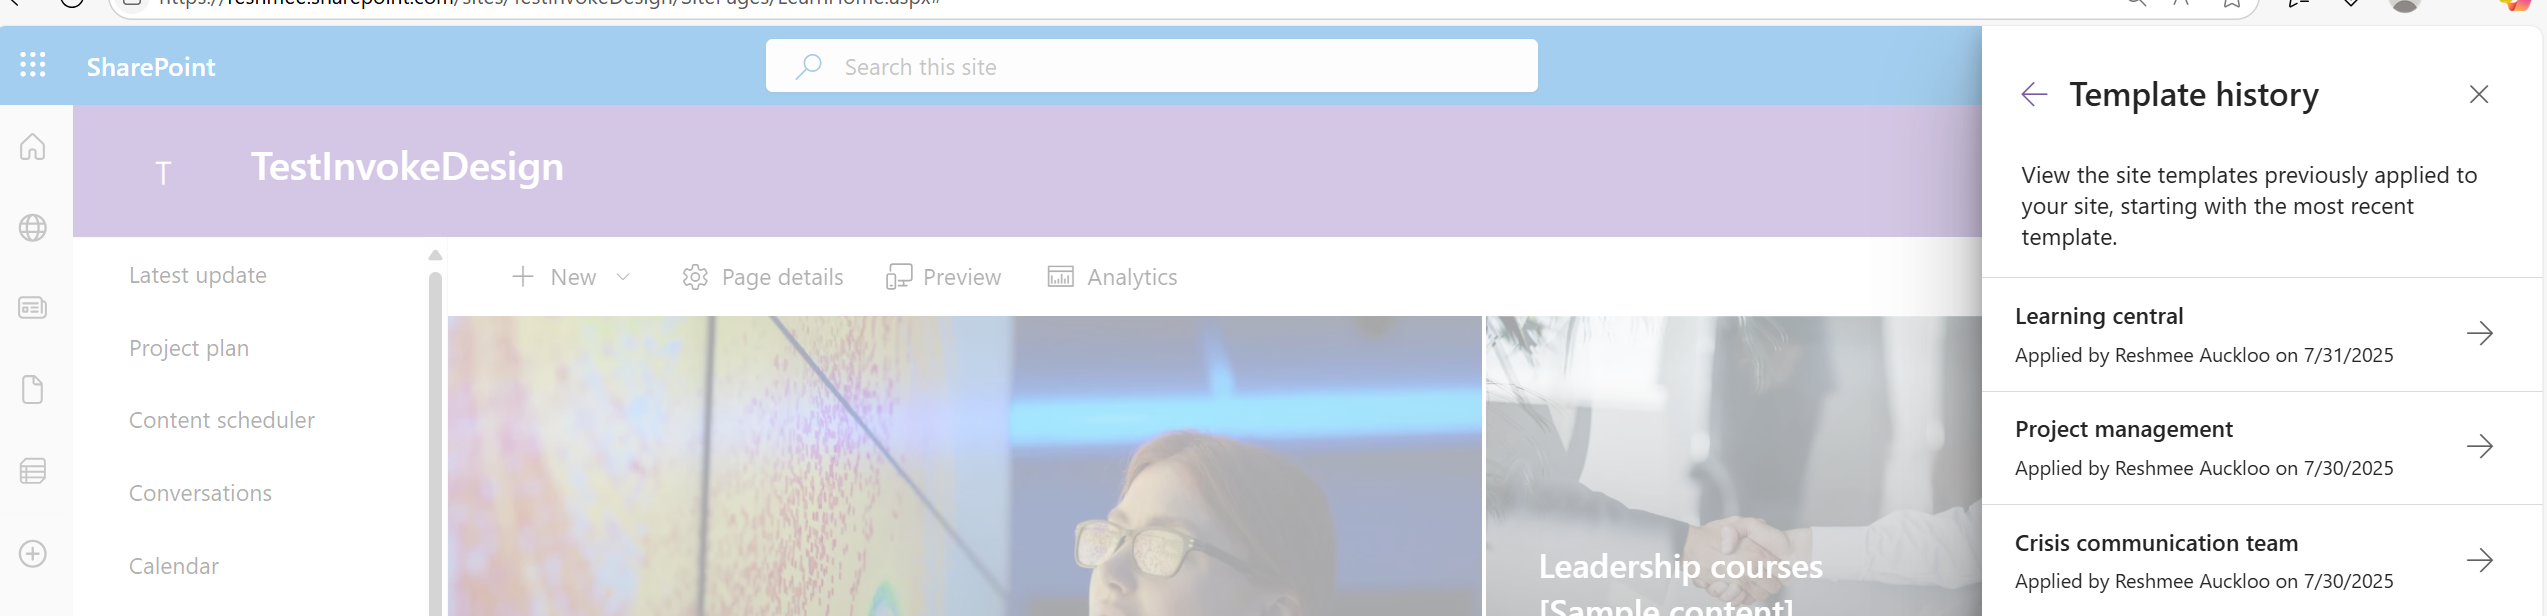 https://reshmee.sharepoint.com/sites/TestInvokeDesign/SitePages/LearnHome.aspx#
SharePoint
Search this site
T
TestInvokeDesign
Latest update
Project plan
Content scheduler
Conversations
Calendar
New
Page details
Preview
Analytics
Leadership courses
[Sample content]
Template history
View the site templates previously applied to
your site, starting with the most recent
template.
Learning central
Applied by Reshmee Auckloo on 7/31/2025
Project management
Applied by Reshmee Auckloo on 7/30/2025
Crisis communication team
Applied by Reshmee Auckloo on 7/30/2025